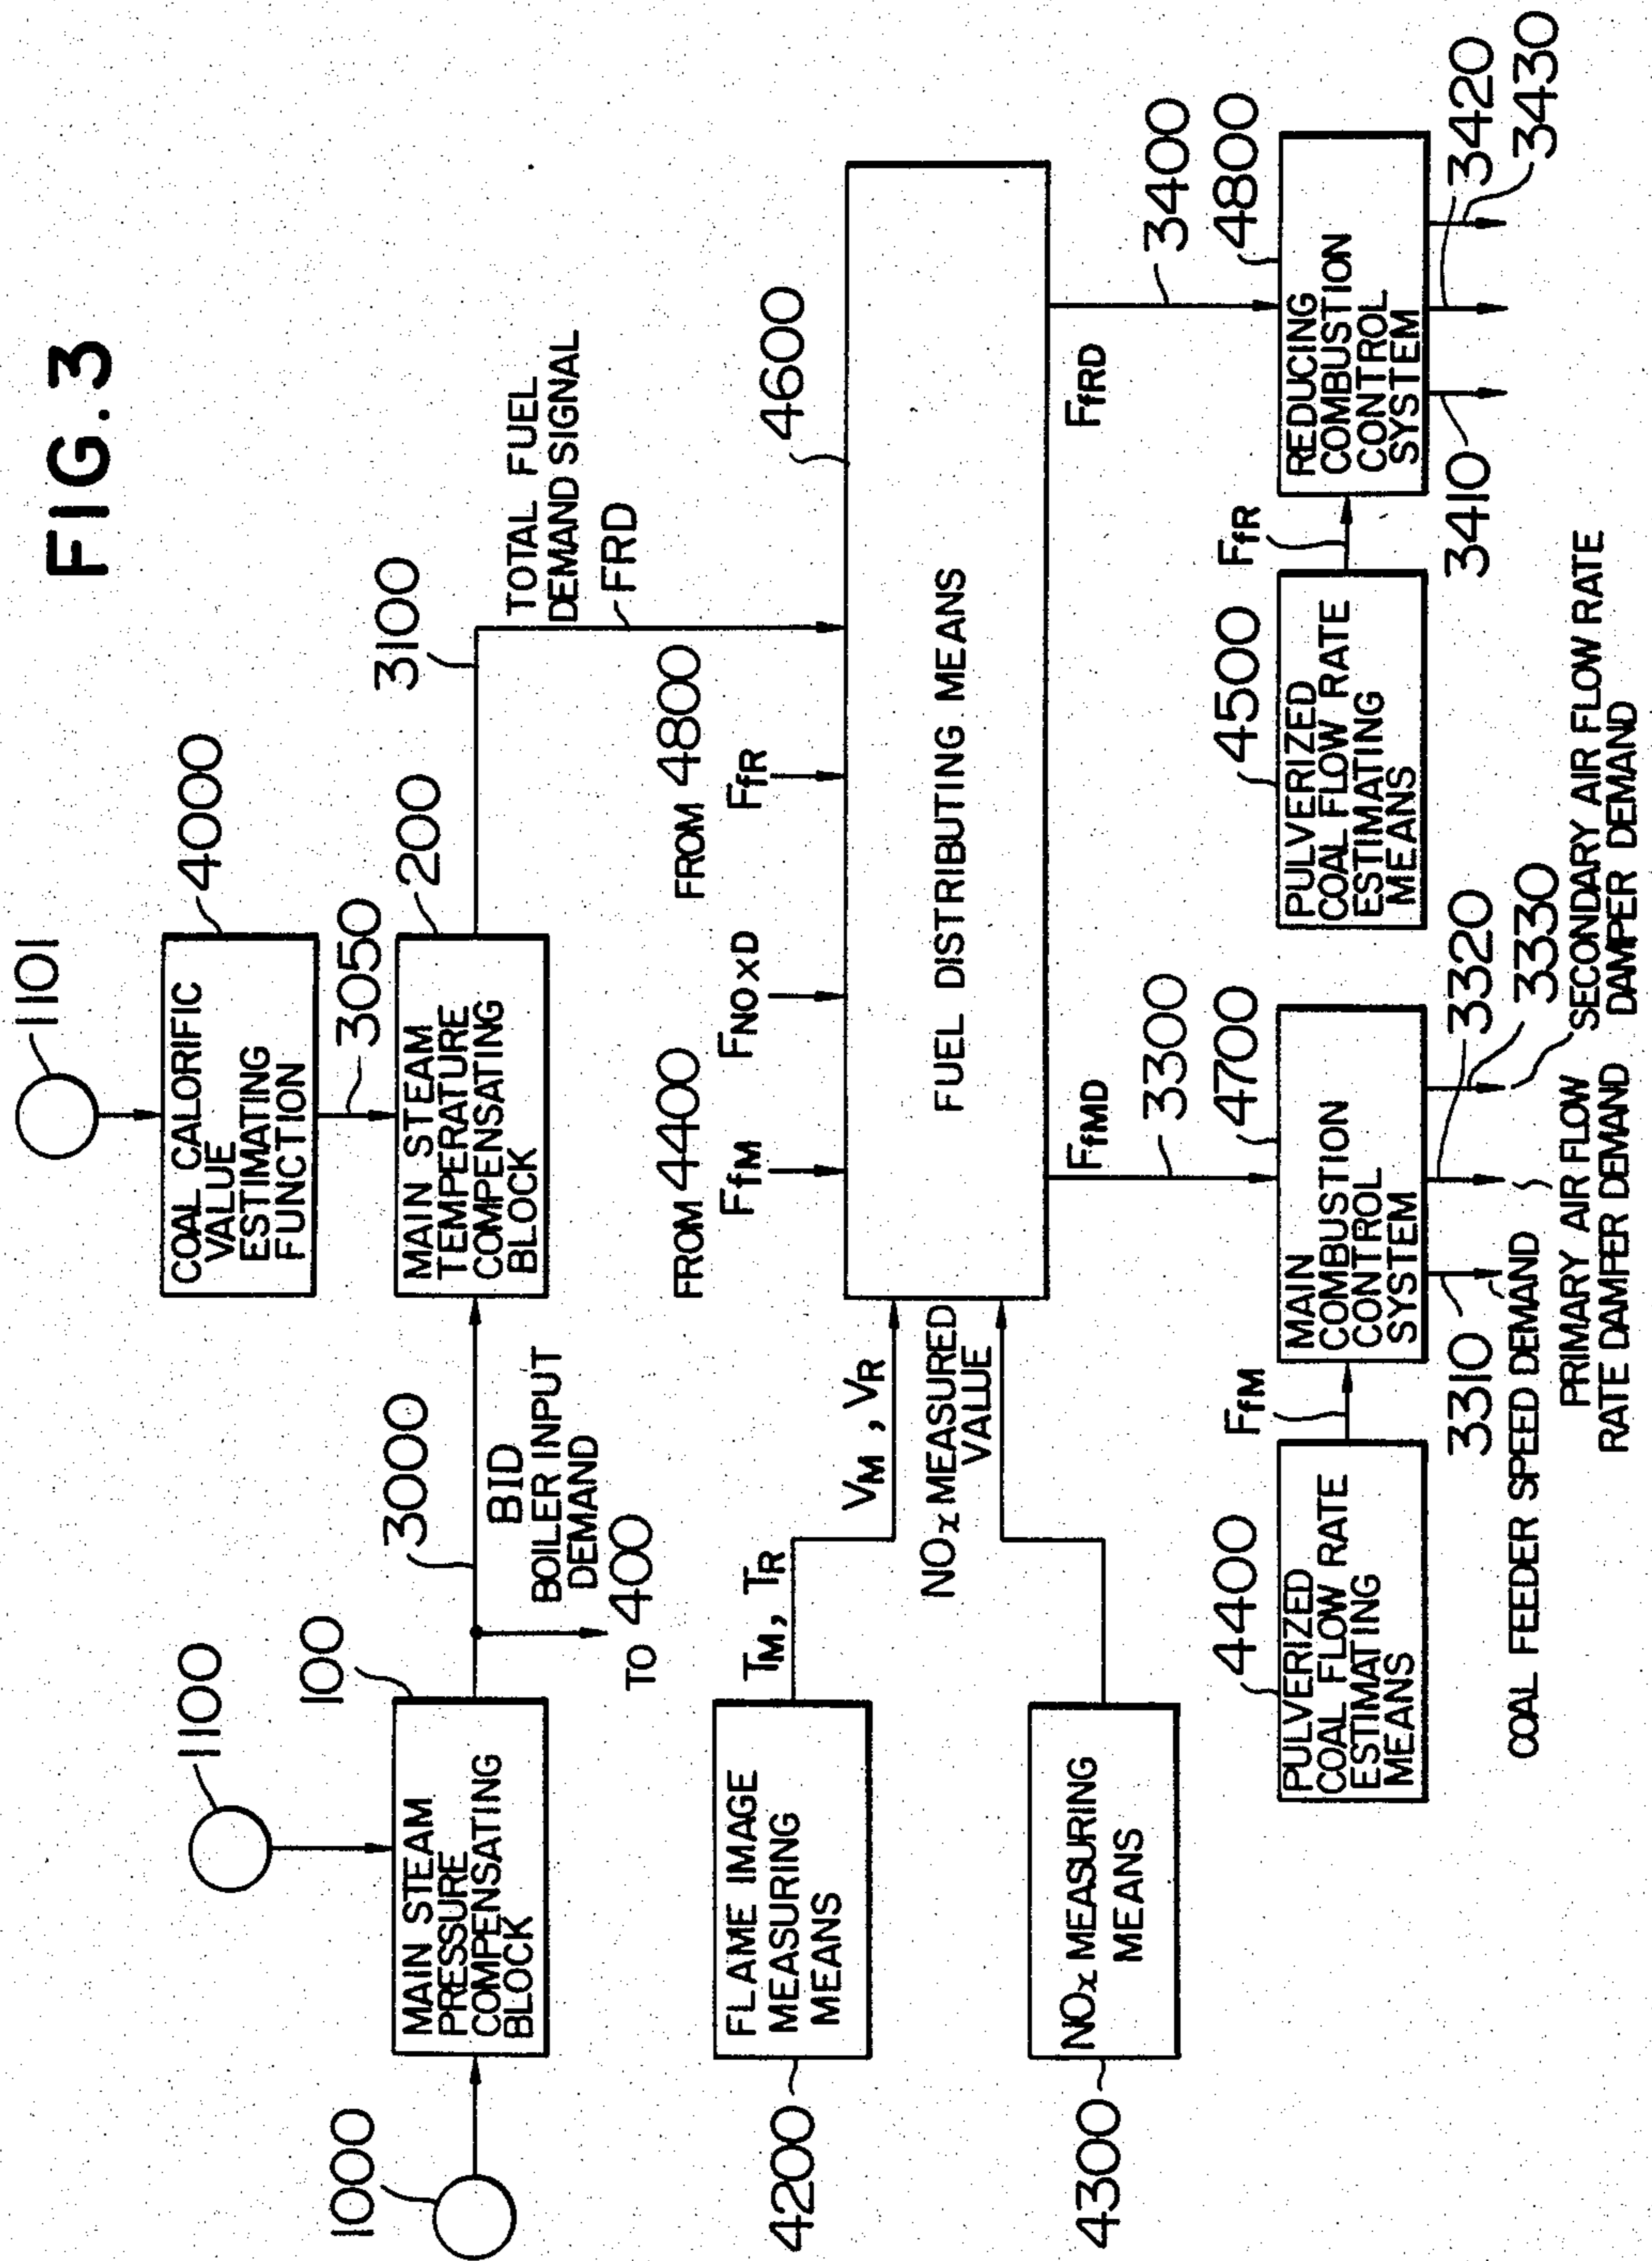 FIG. 3
1101
4000
COAL CALORIFIC
VALUE
ESTIMATING
FUNCTION
3050
1100
100
1000
MAIN STEAM
PRESSURE
COMPENSATING
BLOCK
3000
BID
BOILER INPUT
DEMAND
TO 400
200
MAIN STEAM
TEMPERATURE
COMPENSATING
BLOCK
3100
TOTAL FUEL
DEMAND SIGNAL
FRD
4200
FLAME IMAGE
MEASURING
MEANS
TM, TR
VM, VR
4300
NOx MEASURING
MEANS
NOx MEASURED
VALUE
FROM 4400
FfM
FNOxD
FROM 4800
FfR
4600
FUEL DISTRIBUTING MEANS
FfMD
3300
FfRD
3400
4400
PULVERIZED
COAL FLOW RATE
ESTIMATING
MEANS
FfM
4700
MAIN
COMBUSTION
CONTROL
SYSTEM
4500
PULVERIZED
COAL FLOW RATE
ESTIMATING
MEANS
FfR
4800
REDUCING
COMBUSTION
CONTROL
SYSTEM
3310
3320
3330
3410
3420
3430
COAL FEEDER SPEED DEMAND
PRIMARY AIR FLOW
RATE DAMPER DEMAND
SECONDARY AIR FLOW RATE
DAMPER DEMAND